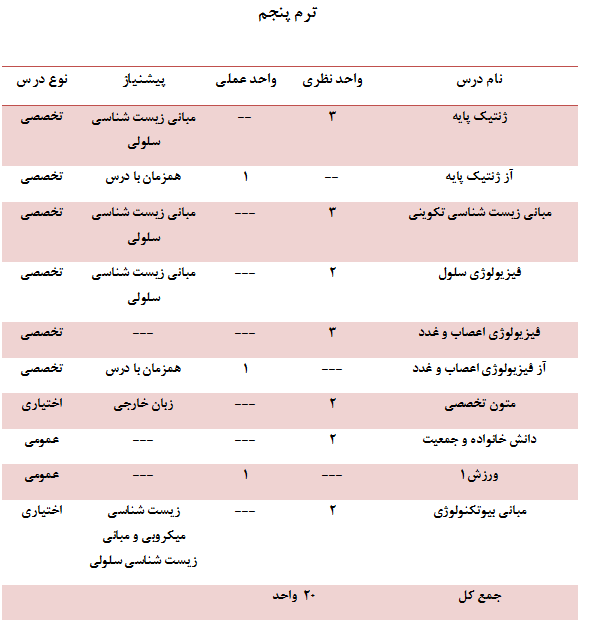 ترم پنجم
نام درس واحد نظری واحد عملی پیشنیاز نوع درس
ژنتیک پایه ۳ -- مبانی زیست شناسی سلولی تخصصی
آز ژنتیک پایه -- ۱ همزمان با درس تخصصی
مبانی زیست شناسی تکوینی ۳ --- مبانی زیست شناسی سلولی تخصصی
فیزیولوژی سلول ۲ --- مبانی زیست شناسی سلولی تخصصی
فیزیولوژی اعصاب و غدد ۳ --- --- تخصصی
آز فیزیولوژی اعصاب و غدد --- ۱ همزمان با درس تخصصی
متون تخصصی ۲ --- زبان خارجی اختیاری
دانش خانواده و جمعیت ۲ --- --- عمومی
ورزش۱ --- ۱ --- عمومی
مبانی بیوتکنولوژی ۲ --- زیست شناسی میکروبی و مبانی زیست شناسی سلولی اختیاری
جمع کل ۲۰ واحد